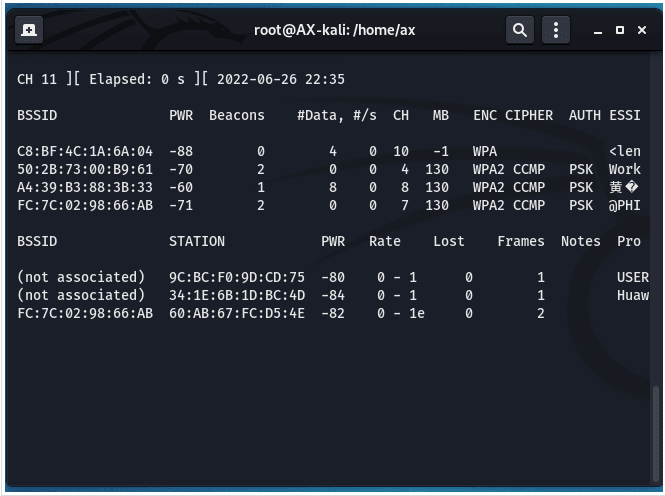 root@AX-kali: /home/ax
CH 11 ][ Elapsed: 0 s ][ 2022-06-26 22:35
BSSID PWR Beacons #Data, #/s CH MB ENC CIPHER AUTH ESSI
C8:BF:4C:1A:6A:04 -88 0 4 0 10 -1 WPA <len
50:2B:73:00:B9:61 -70 2 0 0 4 130 WPA2 CCMP PSK Work
A4:39:B3:88:3B:33 -60 1 8 0 8 130 WPA2 CCMP PSK 黄�
FC:7C:02:98:66:AB -71 2 0 0 7 130 WPA2 CCMP PSK @PHI
BSSID STATION PWR Rate Lost Frames Notes Pro
(not associated) 9C:BC:F0:9D:CD:75 -80 0 - 1 0 1 USER
(not associated) 34:1E:6B:1D:BC:4D -84 0 - 1 0 1 Huaw
FC:7C:02:98:66:AB 60:AB:67:FC:D5:4E -82 0 - 1e 0 2